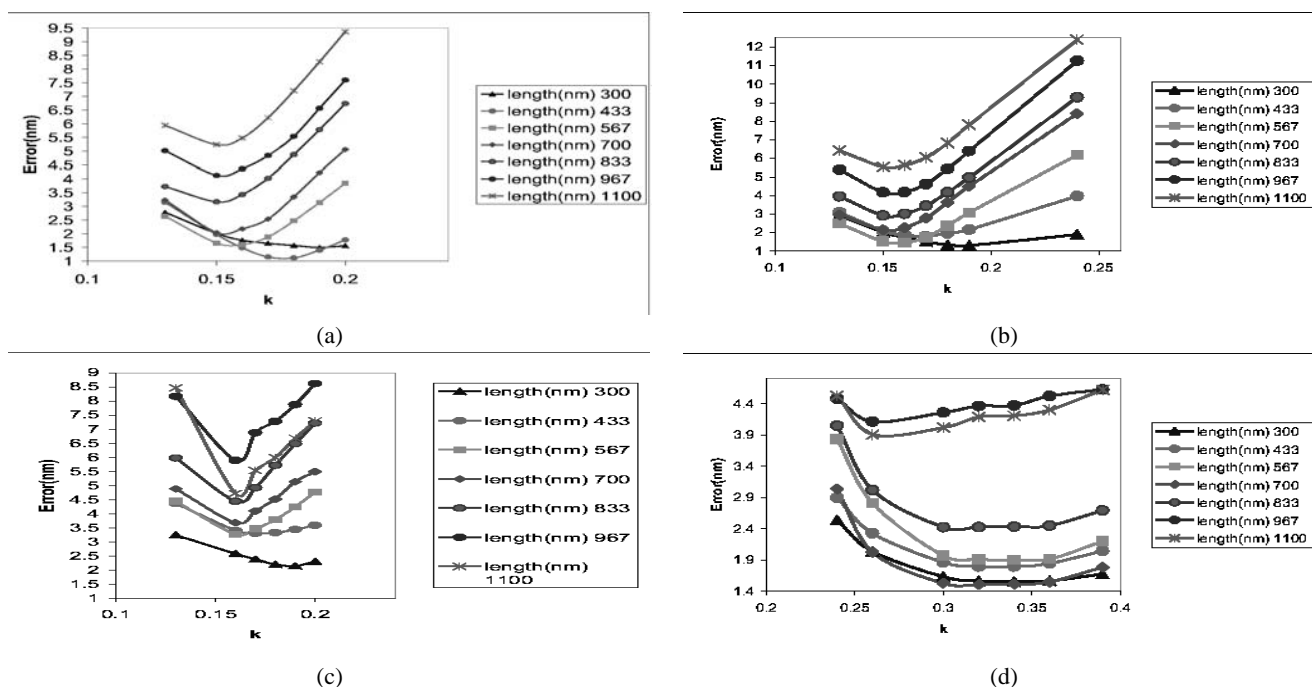 9.5
9
8.5
8
7.5
7
6.5
6
5.5
5
4.5
4
3.5
3
2.5
2
1.5
1
Error(nm)
0.1
0.15
0.2
k
length(nm) 300
length(nm) 433
length(nm) 567
length(nm) 700
length(nm) 833
length(nm) 967
length(nm) 1100
(a)
12
11
10
9
8
7
6
5
4
3
2
1
Error(nm)
0.1
0.15
0.2
0.25
k
length(nm) 300
length(nm) 433
length(nm) 567
length(nm) 700
length(nm) 833
length(nm) 967
length(nm) 1100
(b)
9
8.5
8
7.5
7
6.5
6
5.5
5
4.5
4
3.5
3
2.5
2
1.5
1
Error(nm)
0.1
0.15
0.2
k
length(nm) 300
length(nm) 433
length(nm) 567
length(nm) 700
length(nm) 833
length(nm) 967
length(nm)
1100
(c)
4.4
3.9
3.4
2.9
2.4
1.9
1.4
Error(nm)
0.2
0.25
0.3
0.35
0.4
k
length(nm) 300
length(nm) 433
length(nm) 567
length(nm) 700
length(nm) 833
length(nm) 967
length(nm) 1100
(d)